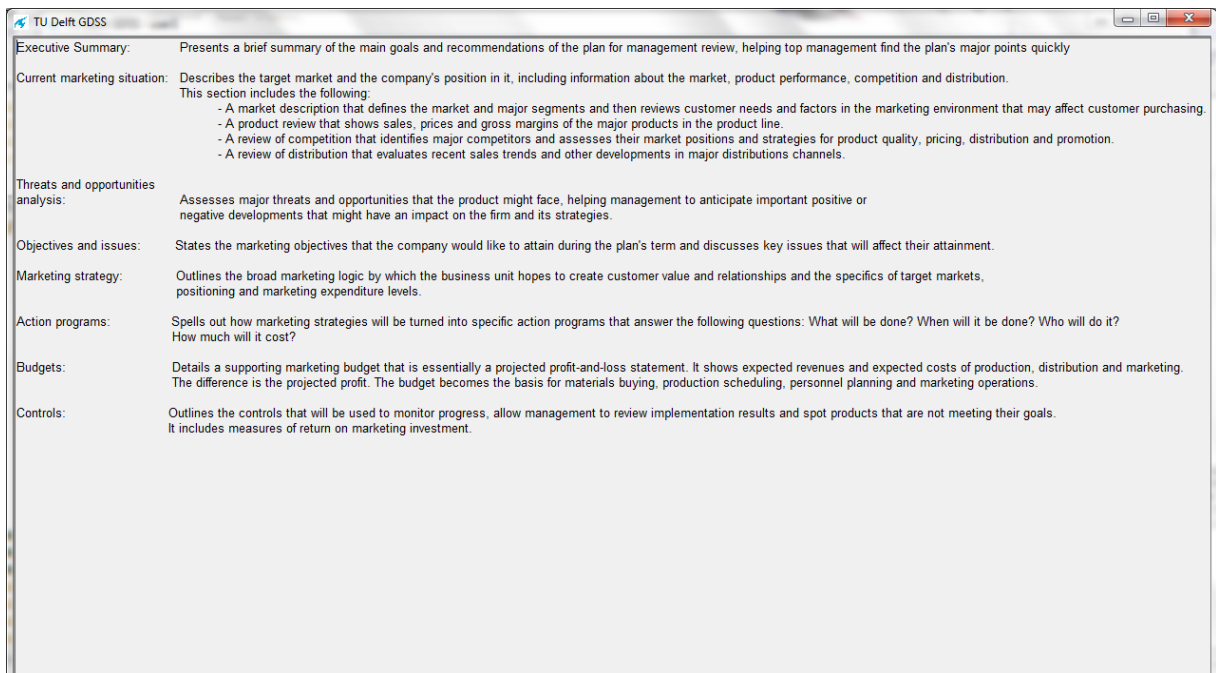 TU Delft GDSS
Executive Summary: Presents a brief summary of the main goals and recommendations of the plan for management review, helping top management find the plan's major points quickly
Current marketing situation: Describes the target market and the company's position in it, including information about the market, product performance, competition and distribution.
This section includes the following:
- A market description that defines the market and major segments and then reviews customer needs and factors in the marketing environment that may affect customer purchasing.
- A product review that shows sales, prices and gross margins of the major products in the product line.
- A review of competition that identifies major competitors and assesses their market positions and strategies for product quality, pricing, distribution and promotion.
- A review of distribution that evaluates recent sales trends and other developments in major distributions channels.
Threats and opportunities
analysis: Assesses major threats and opportunities that the product might face, helping management to anticipate important positive or
negative developments that might have an impact on the firm and its strategies.
Objectives and issues: States the marketing objectives that the company would like to attain during the plan's term and discusses key issues that will affect their attainment.
Marketing strategy: Outlines the broad marketing logic by which the business unit hopes to create customer value and relationships and the specifics of target markets,
positioning and marketing expenditure levels.
Action programs: Spells out how marketing strategies will be turned into specific action programs that answer the following questions: What will be done? When will it be done? Who will do it?
How much will it cost?
Budgets: Details a supporting marketing budget that is essentially a projected profit-and-loss statement. It shows expected revenues and expected costs of production, distribution and marketing.
The difference is the projected profit. The budget becomes the basis for materials buying, production scheduling, personnel planning and marketing operations.
Controls: Outlines the controls that will be used to monitor progress, allow management to review implementation results and spot products that are not meeting their goals.
It includes measures of return on marketing investment.